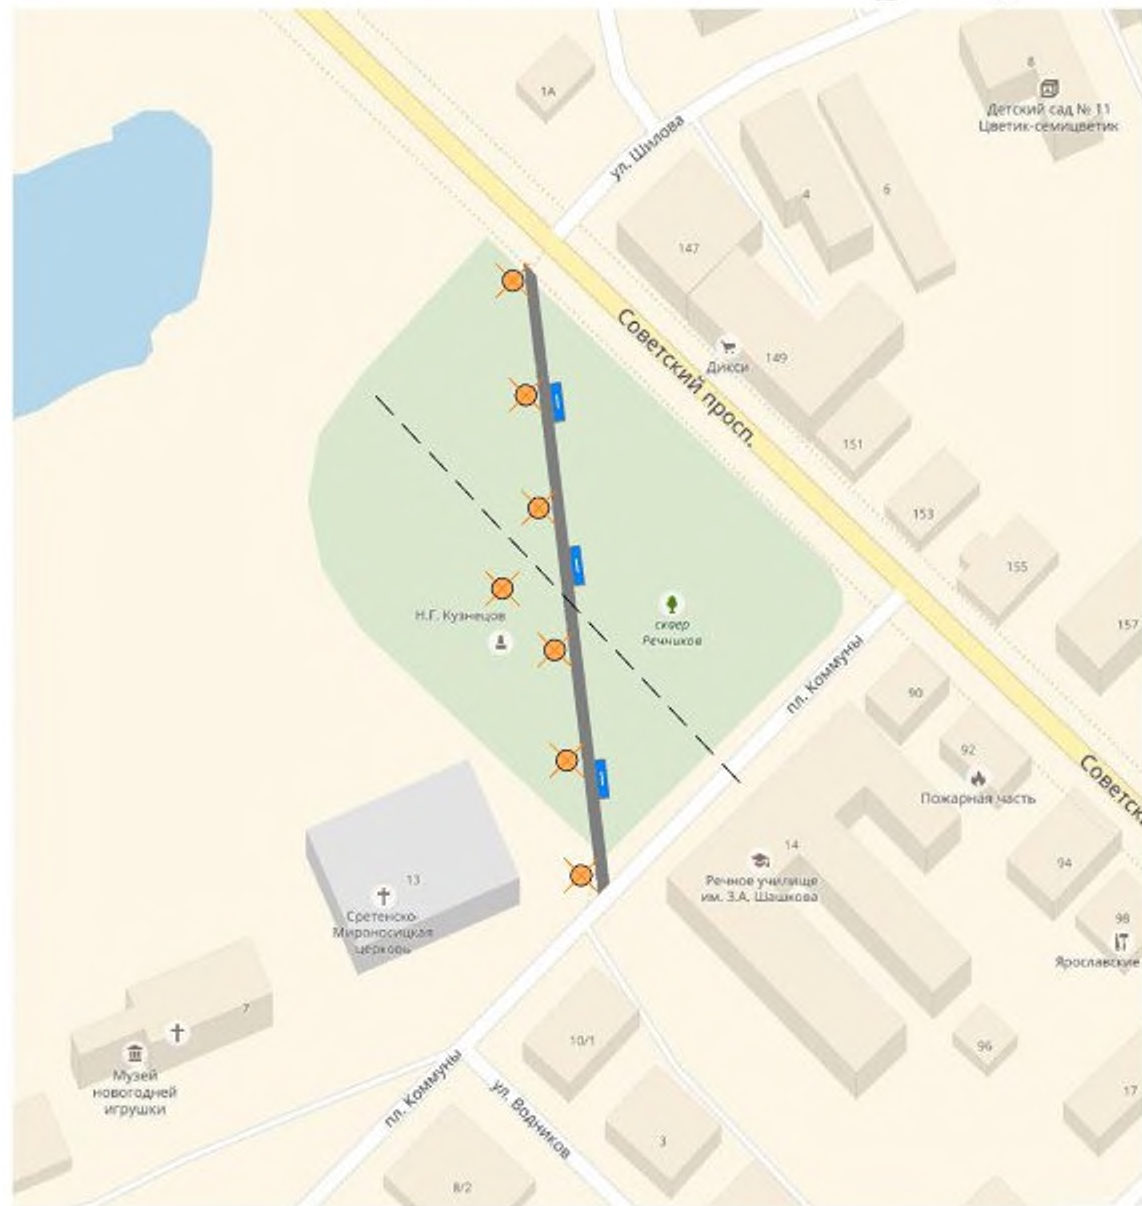 1А
8
Детский сад № 11
Цветик-семицветик
ул. Шилова
4
6
147
Советский просп.
Дикси
149
151
153
155
157
Н.Г. Кузнецов
сквер
Речников
пл. Коммуны
90
92
Пожарная часть
Советск
94
14
Речное училище
им. З.А. Шашкова
13
Сретенско-
Мироносицкая
церковь
98
Ярославские
7
Музей
новогодней
игрушки
10/1
96
17
пл. Коммуны
ул. Водников
3
8/2